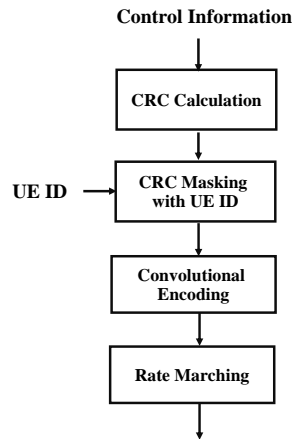 Control Information
CRC Calculation
UE ID
CRC Masking
with UE ID
Convolutional
Encoding
Rate Marching